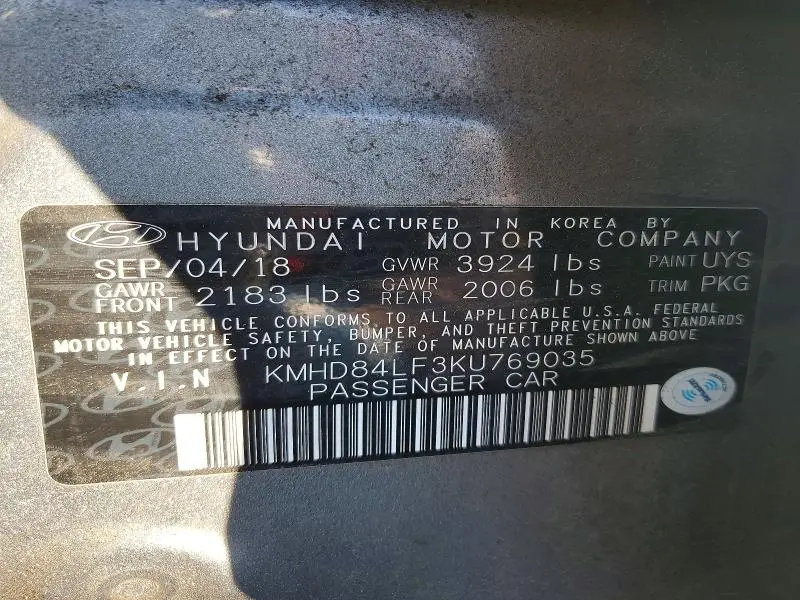 MANUFACTURED IN KOREA BY
HYUNDAI MOTOR COMPANY
SEP/04/18 GVWR 3924 lbs PAINT UYS
GAWR FRONT 2183 lbs GAWR REAR 2006 lbs TRIM PKG
THIS VEHICLE CONFORMS TO ALL APPLICABLE U.S.A. FEDERAL
MOTOR VEHICLE SAFETY, BUMPER, AND THEFT PREVENTION STANDARDS
IN EFFECT ON THE DATE OF MANUFACTURE SHOWN ABOVE
V.I.N KMHD84LF3KU769035
PASSENGER CAR